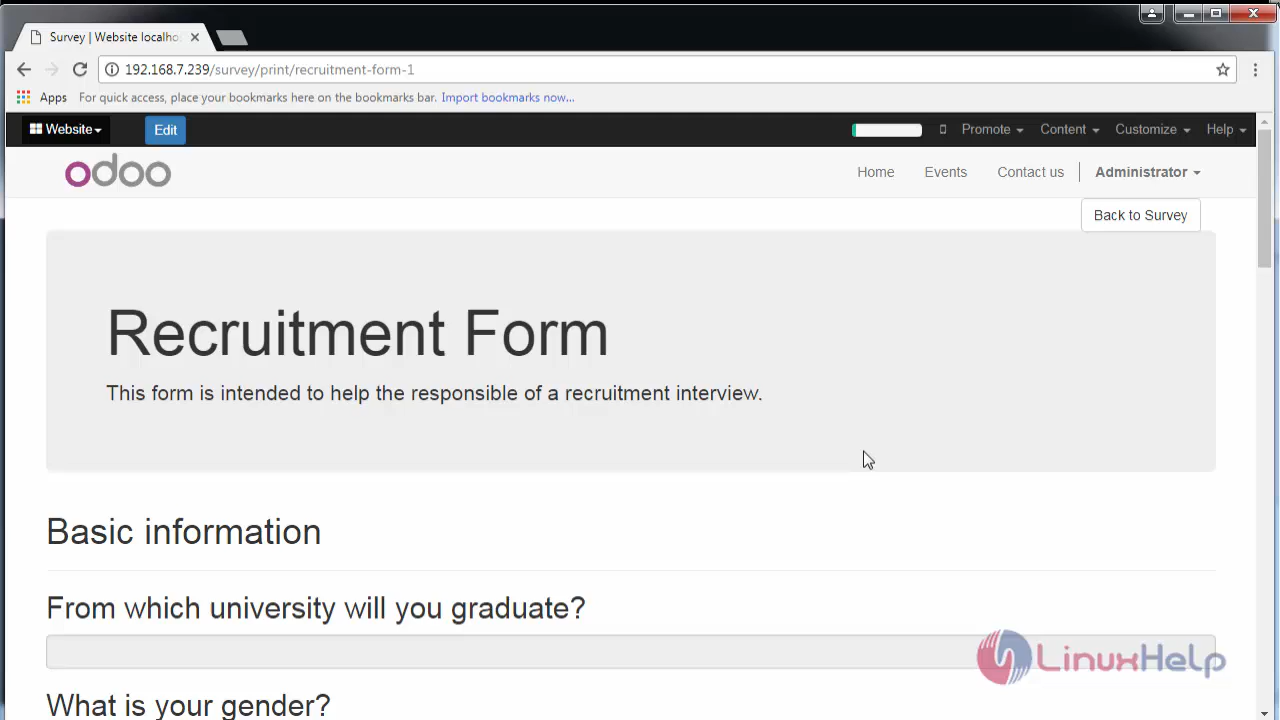 Survey | Website localho
192.168.7.239/survey/print/recruitment-form-1
Apps For quick access, place your bookmarks here on the bookmarks bar. Import bookmarks now...
Website Edit Promote Content Customize Help
odoo Home Events Contact us Administrator
Back to Survey
Recruitment Form
This form is intended to help the responsible of a recruitment interview.
Basic information
From which university will you graduate?
LinuxHelp
What is your gender?